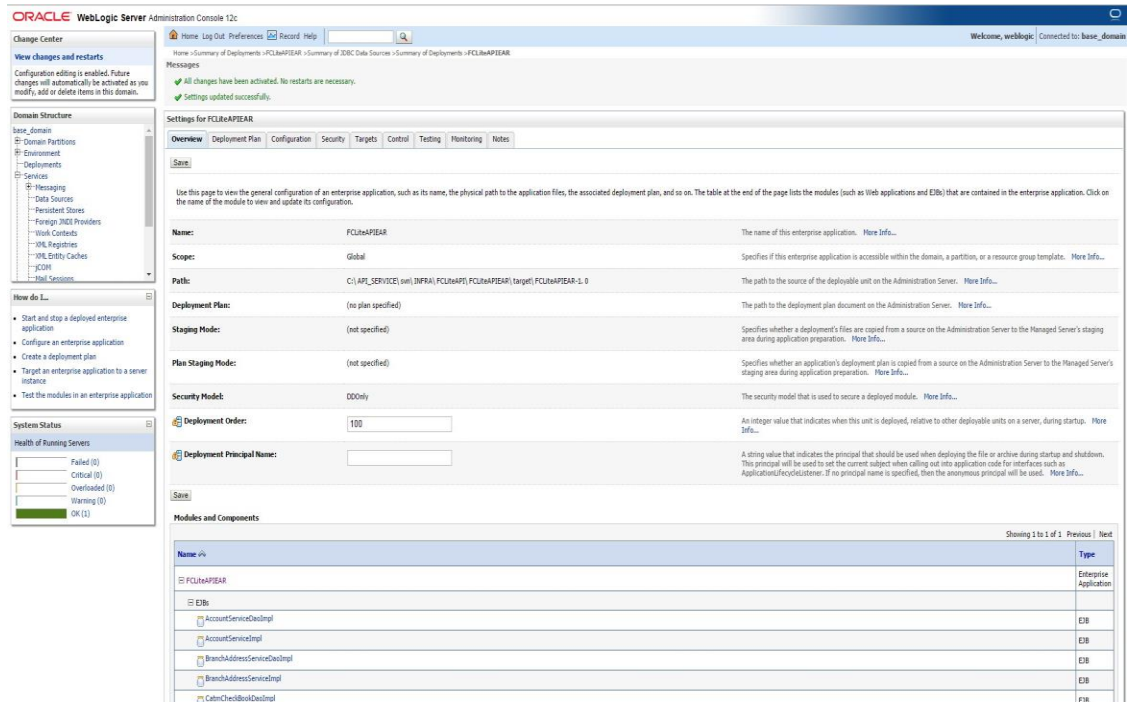 ORACLE WebLogic Server Administration Console 12c
Change Center
View changes and restarts
Configuration editing is enabled. Future
changes will automatically be activated as you
modify, add or delete items in this domain.
Domain Structure
base_domain
Domain Partitions
Environment
Deployments
Services
Messaging
Data Sources
Persistent Stores
Foreign JNDI Providers
Work Contexts
XML Registries
XML Entity Caches
jCOM
Mail Sessions
How do I...
Start and stop a deployed enterprise
application
Configure an enterprise application
Create a deployment plan
Target an enterprise application to a server
instance
Test the modules in an enterprise application
System Status
Health of Running Servers
Failed (0)
Critical (0)
Overloaded (0)
Warning (0)
OK (1)
Home Log Out Preferences Record Help
Welcome, weblogic Connected to: base_domain
Home >Summary of Deployments >FCLiteAPIEAR >Summary of JDBC Data Sources >Summary of Deployments >FCLiteAPIEAR
Messages
All changes have been activated. No restarts are necessary.
Settings updated successfully.
Settings for FCLiteAPIEAR
Overview Deployment Plan Configuration Security Targets Control Testing Monitoring Notes
Save
Use this page to view the general configuration of an enterprise application, such as its name, the physical path to the application files, the associated deployment plan, and so on. The table at the end of the page lists the modules (such as Web applications and EJBs) that are contained in the enterprise application. Click on
the name of the module to view and update its configuration.
Name: FCLiteAPIEAR The name of this enterprise application. More Info...
Scope: Global Specifies if this enterprise application is accessible within the domain, a partition, or a resource group template. More Info...
Path: C:\ API_SERVICE\ svn\ INFRA\ FCLiteAPI\ FCLiteAPIEAR\ target\ FCLiteAPIEAR-1. 0 The path to the source of the deployable unit on the Administration Server. More Info...
Deployment Plan: (no plan specified) The path to the deployment plan document on the Administration Server. More Info...
Staging Mode: (not specified) Specifies whether a deployment's files are copied from a source on the Administration Server to the Managed Server's staging
area during application preparation. More Info...
Plan Staging Mode: (not specified) Specifies whether an application's deployment plan is copied from a source on the Administration Server to the Managed Server's
staging area during application preparation. More Info...
Security Model: DDOnly The security model that is used to secure a deployed module. More Info...
Deployment Order: 100 An integer value that indicates when this unit is deployed, relative to other deployable units on a server, during startup. More
Info...
Deployment Principal Name: A string value that indicates the principal that should be used when deploying the file or archive during startup and shutdown.
This principal will be used to set the current subject when calling out into application code for interfaces such as
ApplicationLifecycleListener. If no principal name is specified, then the anonymous principal will be used. More Info...
Save
Modules and Components
Showing 1 to 1 of 1 Previous | Next
Name Type
FCLiteAPIEAR Enterprise
Application
EJBs
AccountServiceDaoImpl EJB
AccountServiceImpl EJB
BranchAddressServiceDaoImpl EJB
BranchAddressServiceImpl EJB
CatmCheckBookDaoImpl EJB